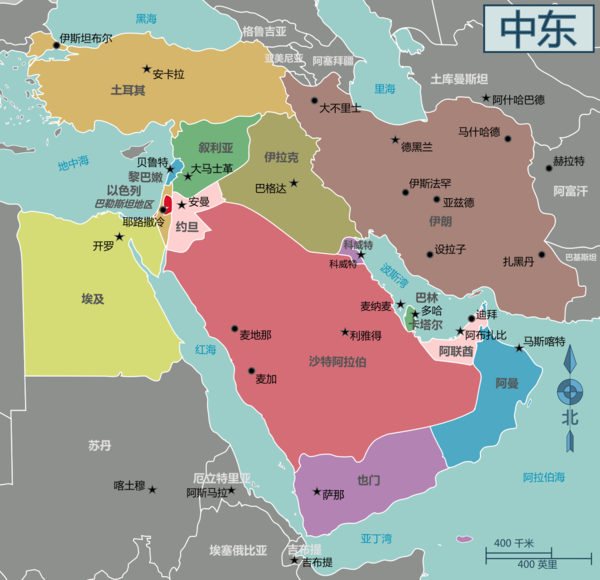 中东
黑海
格鲁吉亚
伊斯坦布尔
亚美尼亚
阿塞拜疆
里海
土库曼斯坦
安卡拉
土耳其
阿什哈巴德
大不里士
马什哈德
叙利亚
伊拉克
德黑兰
地中海
贝鲁特
大马士革
赫拉特
黎巴嫩
巴格达
伊斯法罕
阿富汗
以色列
亚兹德
巴勒斯坦地区
安曼
耶路撒冷
约旦
伊朗
开罗
科威特
设拉子
扎黑丹
巴基斯坦
科威特
波斯湾
埃及
巴林
麦纳麦
多哈
迪拜
卡塔尔
麦地那
利雅得
阿布扎比
马斯喀特
红海
阿联酋
沙特阿拉伯
麦加
阿曼
北
苏丹
厄立特里亚
也门
阿拉伯海
喀土穆
阿斯马拉
萨那
亚丁湾
400 千米
埃塞俄比亚
吉布提
吉布提
400 英里